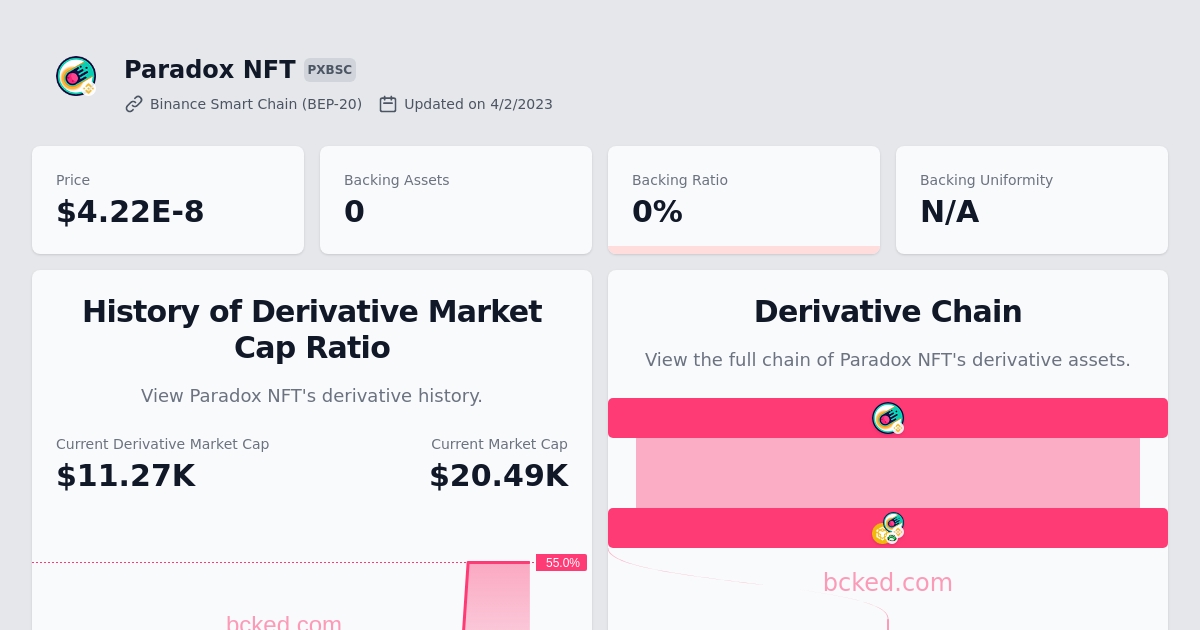 Paradox NFT PXBSC
Binance Smart Chain (BEP-20) Updated on 4/2/2023
Price
$4.22E-8
Backing Assets
0
Backing Ratio
0%
Backing Uniformity
N/A
History of Derivative Market
Cap Ratio
View Paradox NFT's derivative history.
Current Derivative Market Cap
$11.27K
Current Market Cap
$20.49K
55.0%
bcked.com
Derivative Chain
View the full chain of Paradox NFT's derivative assets.
bcked.com